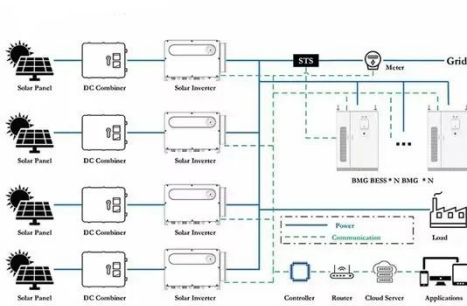 STS
Meter
Grid
Solar Panel
DC Combiner
Solar Inverter
Solar Panel
DC Combiner
Solar Inverter
BMG BESS * N BMG * N
Solar Panel
DC Combiner
Solar Inverter
Power
Communication
Load
Solar Panel
DC Combiner
Solar Inverter
Controller
Router
Cloud Server
Applications